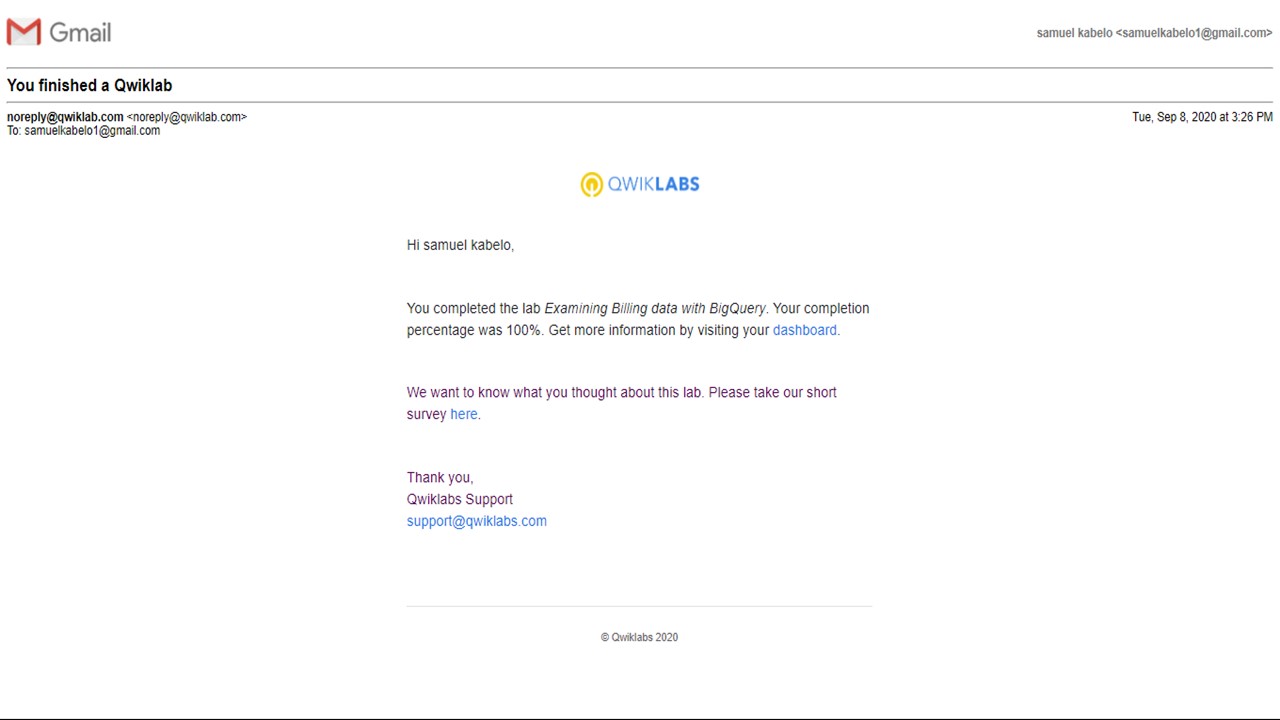 Gmail
samuel kabelo <samuelkabelo1@gmail.com>
You finished a Qwiklab
noreply@qwiklab.com <noreply@qwiklab.com>
Tue, Sep 8, 2020 at 3:26 PM
To: samuelkabelo1@gmail.com
QWIKLABS
Hi samuel kabelo,
You completed the lab Examining Billing data with BigQuery. Your completion
percentage was 100%. Get more information by visiting your dashboard.
We want to know what you thought about this lab. Please take our short
survey here.
Thank you,
Qwiklabs Support
support@qwiklabs.com
© Qwiklabs 2020